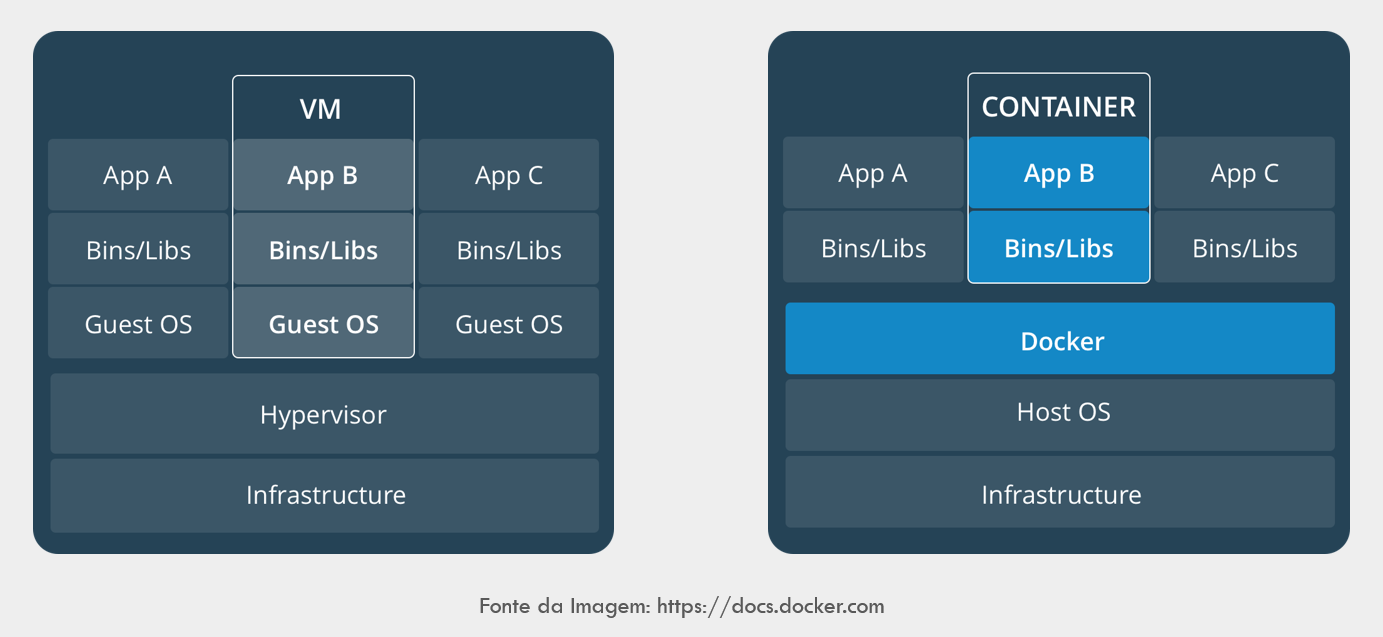 VM
App A
App B
App C
Bins/Libs
Bins/Libs
Bins/Libs
Guest OS
Guest OS
Guest OS
Hypervisor
Infrastructure
CONTAINER
App A
App B
App C
Bins/Libs
Bins/Libs
Bins/Libs
Docker
Host OS
Infrastructure
Fonte da Imagem: https://docs.docker.com